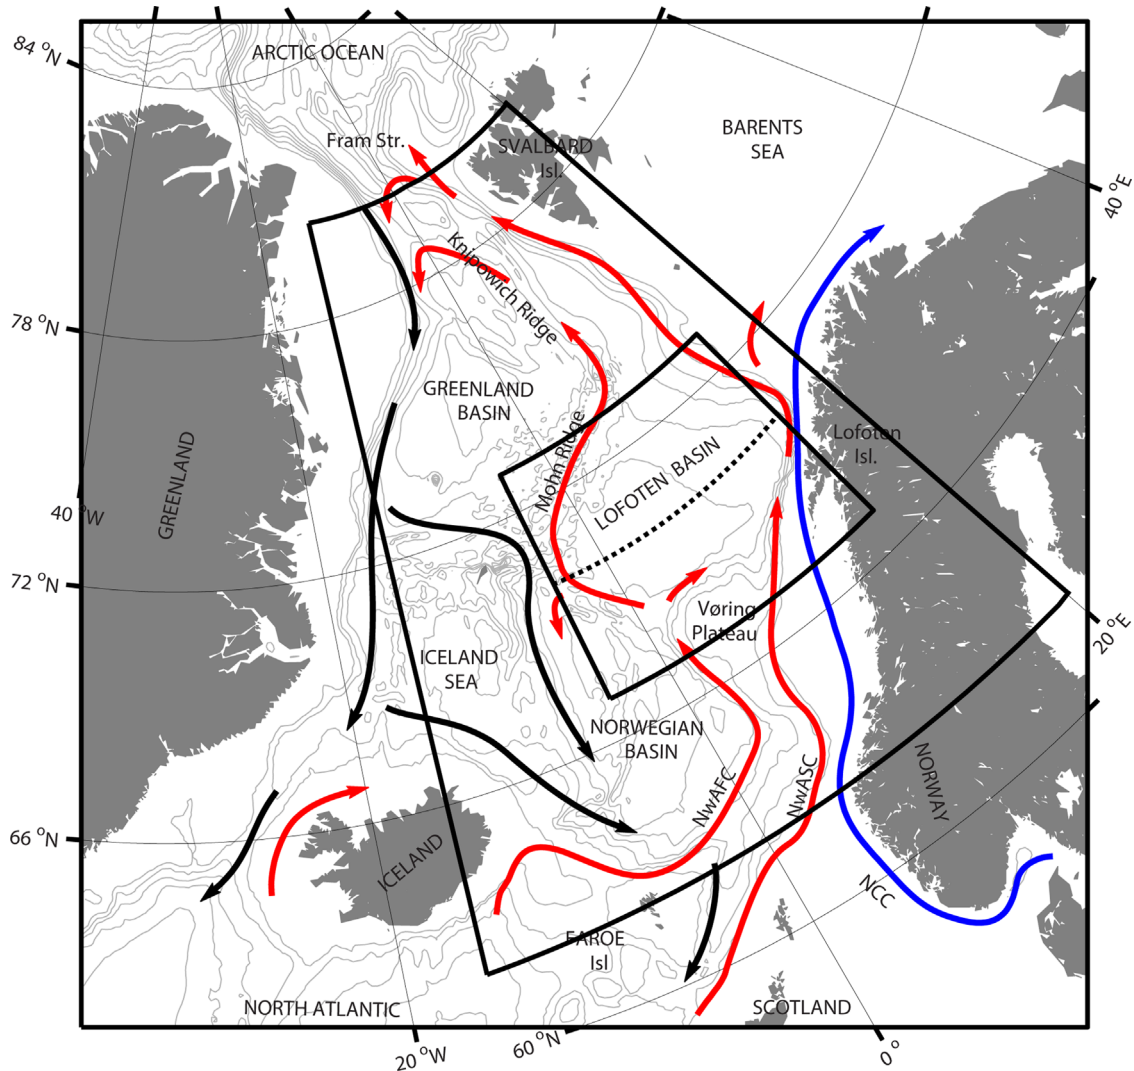 ARCTIC OCEAN
84 °N
Fram Str.
SVALBARD
Isl.
BARENTS
SEA
40 °E
Knipowich Ridge
78 °N
GREENLAND
BASIN
Mohn Ridge
LOFOTEN BASIN
Lofoten
Isl.
GREENLAND
40 °W
72 °N
Vøring
Plateau
20 °E
ICELAND
SEA
NORWEGIAN
BASIN
NwAFC
NwASC
NORWAY
66 °N
ICELAND
NCC
FAROE
Isl
NORTH ATLANTIC
SCOTLAND
20 °W
60 °N
0 °